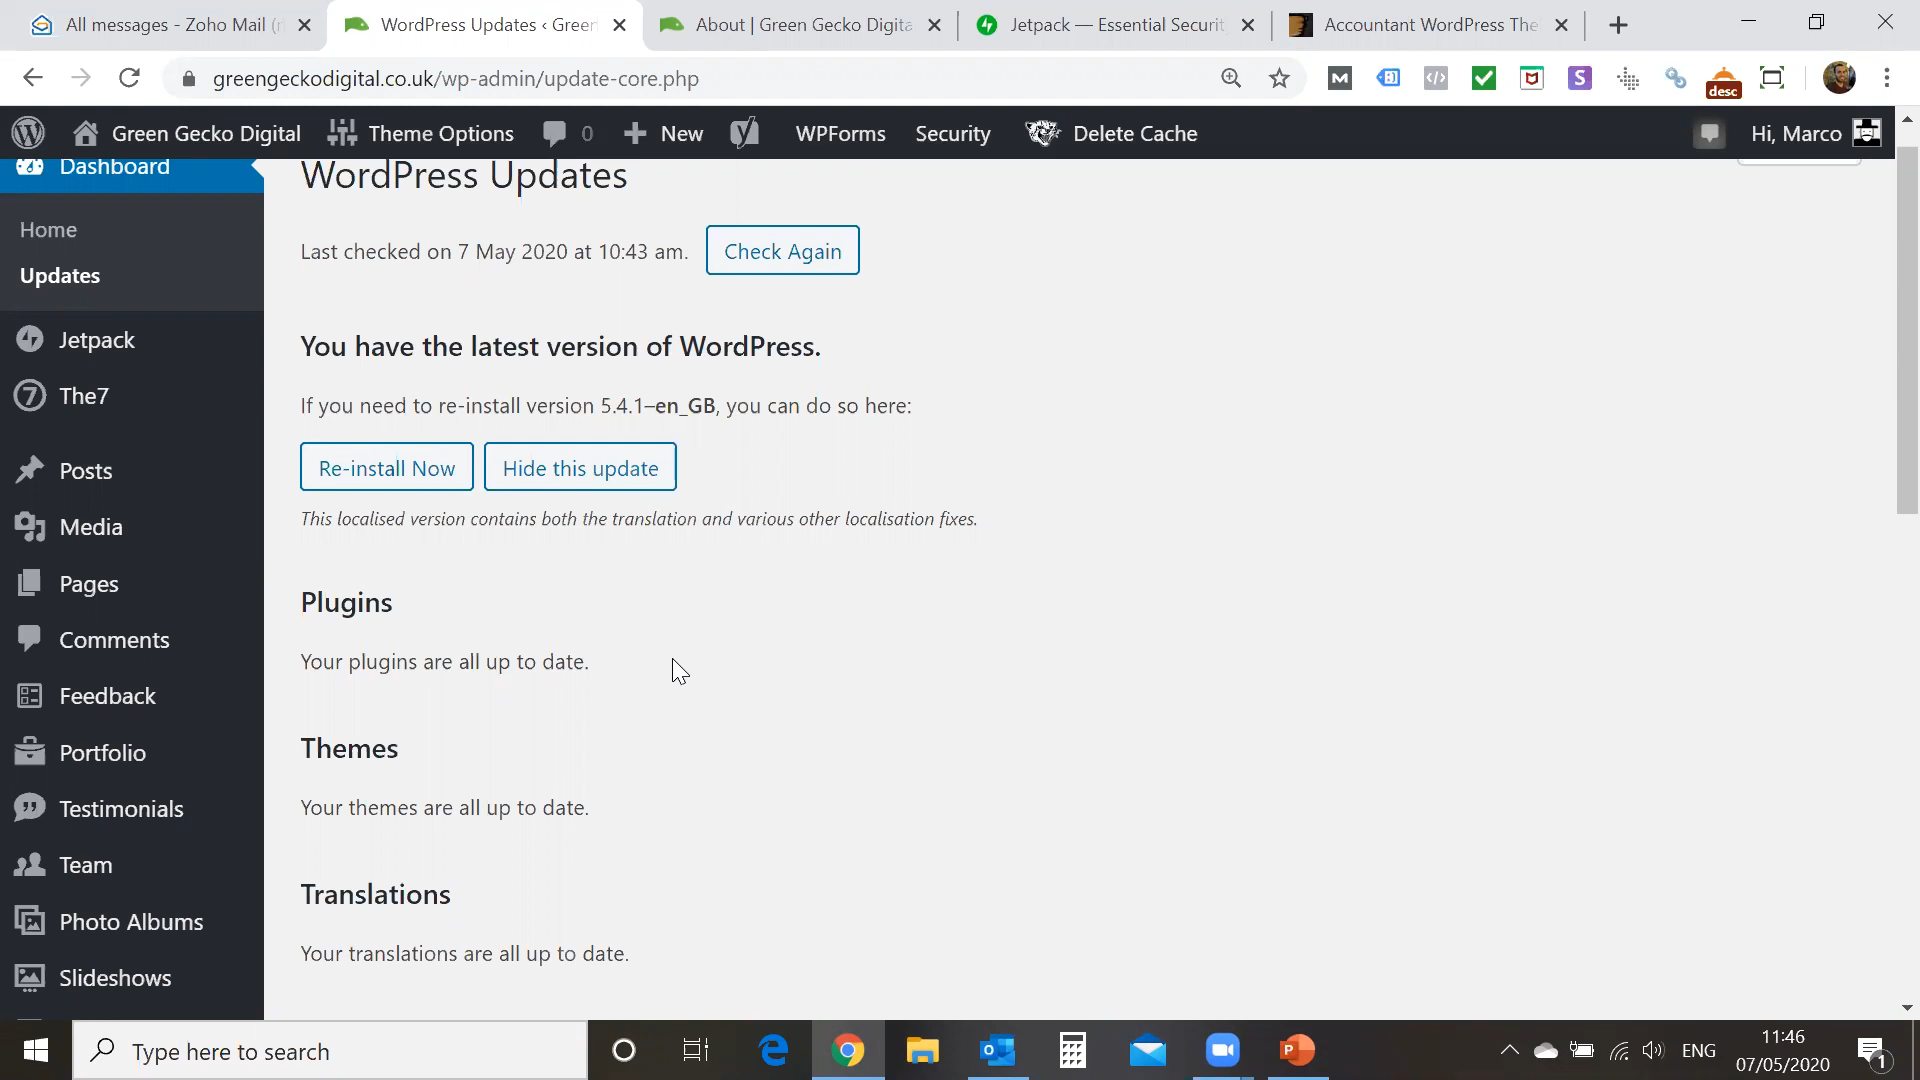 All messages - Zoho Mail (r
WordPress Updates ‹ Green
About | Green Gecko Digita
Jetpack — Essential Securit
Accountant WordPress The
greengeckodigital.co.uk/wp-admin/update-core.php
desc
Green Gecko Digital
Theme Options
0
New
WPForms
Security
Delete Cache
Hi, Marco
Dashboard
Home
Updates
Jetpack
The7
Posts
Media
Pages
Comments
Feedback
Portfolio
Testimonials
Team
Photo Albums
Slideshows
WordPress Updates
Last checked on 7 May 2020 at 10:43 am.
Check Again
You have the latest version of WordPress.
If you need to re-install version 5.4.1–en_GB, you can do so here:
Re-install Now
Hide this update
This localised version contains both the translation and various other localisation fixes.
Plugins
Your plugins are all up to date.
Themes
Your themes are all up to date.
Translations
Your translations are all up to date.
Type here to search
ENG
11:46
07/05/2020
1